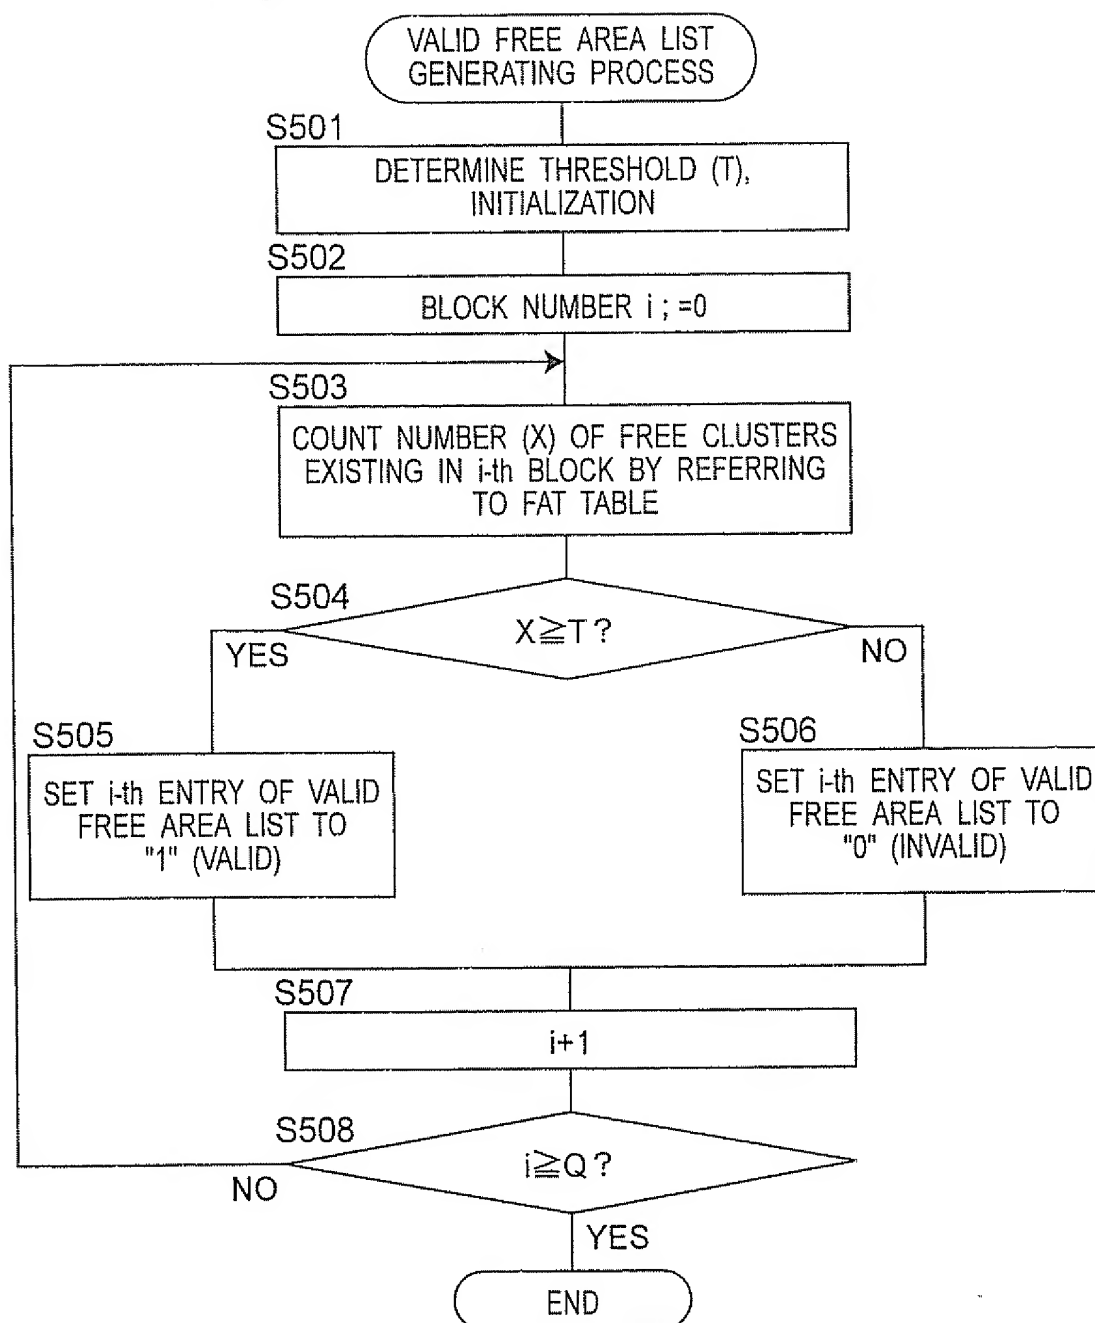 VALID FREE AREA LIST
GENERATING PROCESS
S501
DETERMINE THRESHOLD (T),
INITIALIZATION
S502
BLOCK NUMBER i ; =0
S503
COUNT NUMBER (X) OF FREE CLUSTERS
EXISTING IN i-th BLOCK BY REFERRING
TO FAT TABLE
S504
X≧T?
YES
NO
S505
SET i-th ENTRY OF VALID
FREE AREA LIST TO
"1" (VALID)
S506
SET i-th ENTRY OF VALID
FREE AREA LIST TO
"0" (INVALID)
S507
i+1
S508
i≧Q?
NO
YES
END